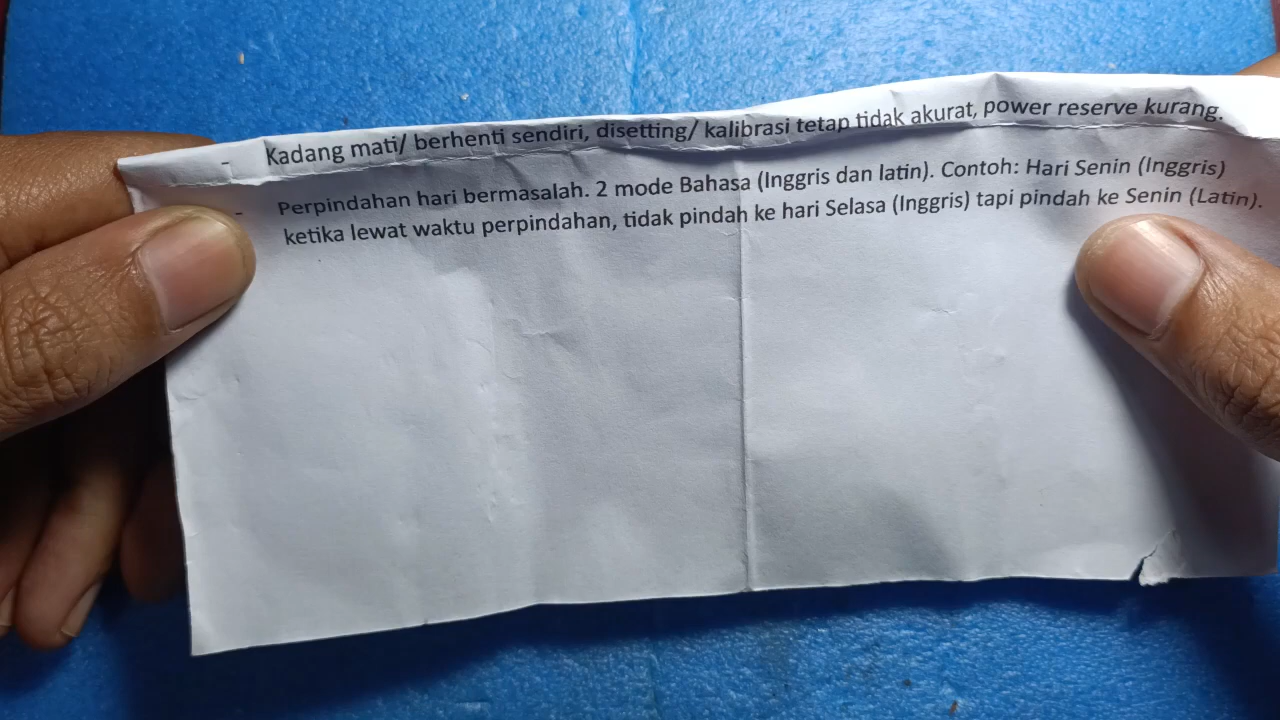 - Kadang mati/ berhenti sendiri, disetting/ kalibrasi tetap tidak akurat, power reserve kurang.
- Perpindahan hari bermasalah. 2 mode Bahasa (Inggris dan latin). Contoh: Hari Senin (Inggris)
ketika lewat waktu perpindahan, tidak pindah ke hari Selasa (Inggris) tapi pindah ke Senin (Latin).